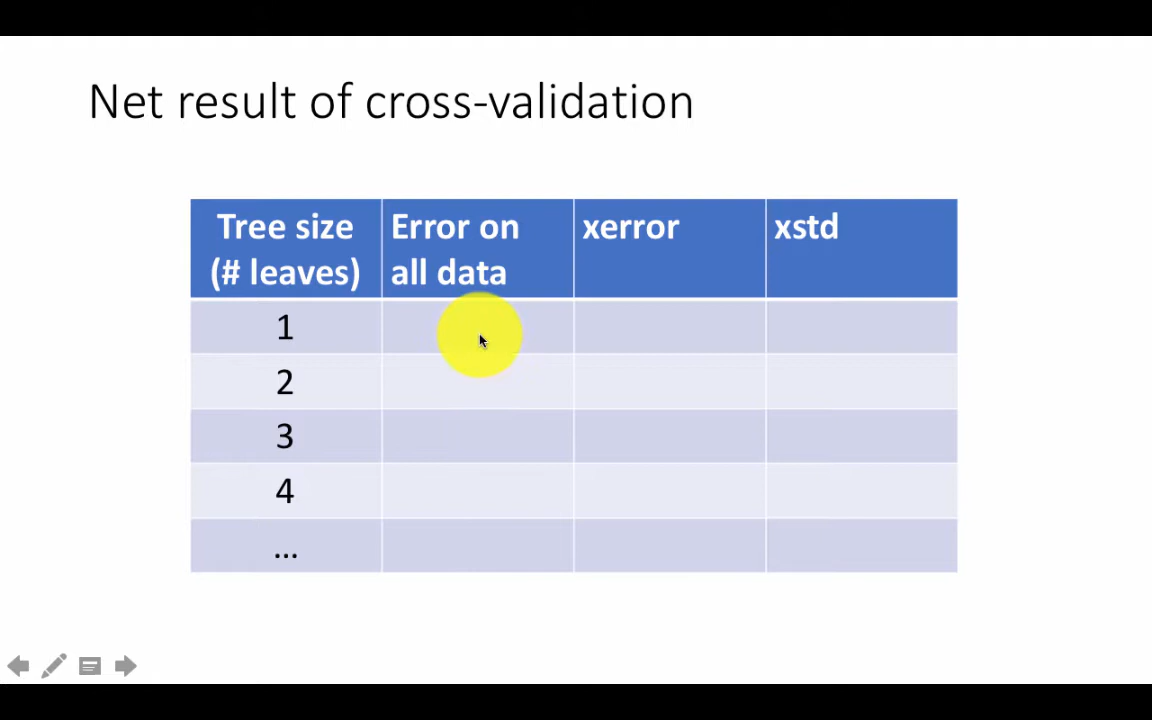 Net result of cross-validation
Tree size
(# leaves)
Error on
all data
xerror
xstd
1
2
3
4
...